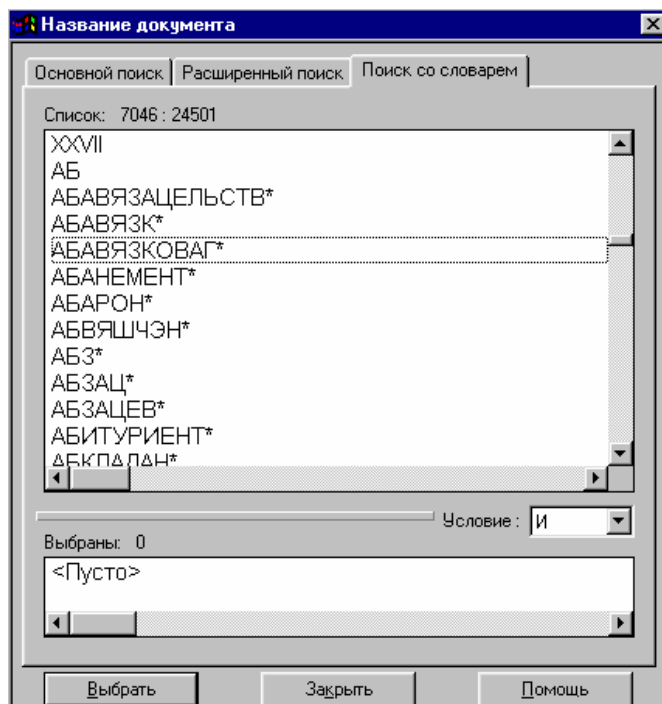 Название документа
Основной поиск Расширенный поиск Поиск со словарем
Список: 7046 : 24501
XXVII
АБ
АБАВЯЗАЦЕЛЬСТВ*
АБАВЯЗК*
АБАВЯЗКОВАГ*
АБАНЕМЕНТ*
АБАРОН*
АБВЯШЧЭН*
АБЗ*
АБЗАЦ*
АБЗАЦЕВ*
АБИТУРИЕНТ*
АБКЛАДАН*
Условие : И
Выбраны: 0
<Пусто>
Выбрать Закрыть Помощь